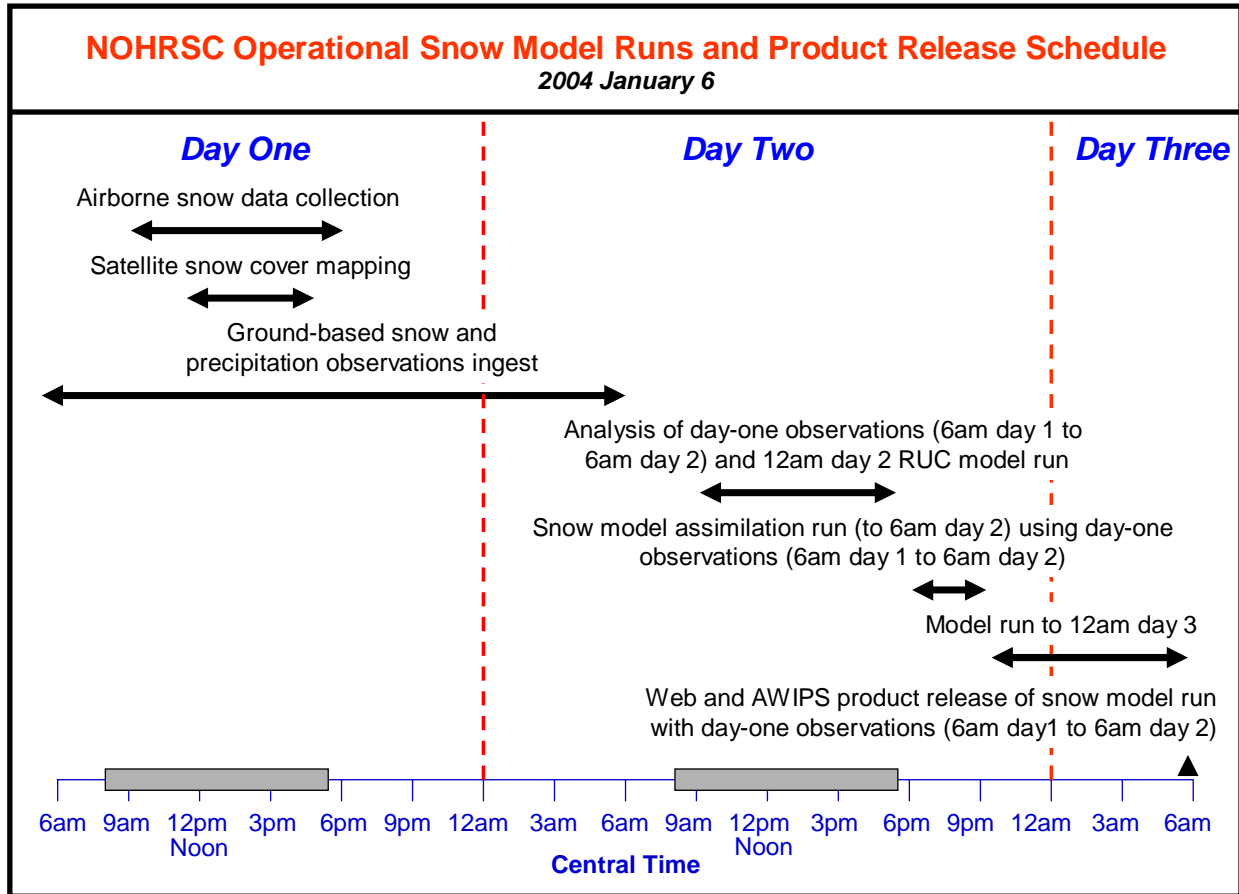 NOHRSC Operational Snow Model Runs and Product Release Schedule
2004 January 6
Day One
Day Two
Day Three
Airborne snow data collection
Satellite snow cover mapping
Ground-based snow and
precipitation observations ingest
Analysis of day-one observations (6am day 1 to
6am day 2) and 12am day 2 RUC model run
Snow model assimilation run (to 6am day 2) using day-one
observations (6am day 1 to 6am day 2)
Model run to 12am day 3
Web and AWIPS product release of snow model run
with day-one observations (6am day1 to 6am day 2)
6am 9am 12pm 3pm 6pm 9pm 12am 3am 6am 9am 12pm 3pm 6pm 9pm 12am 3am 6am
Noon Noon
Central Time